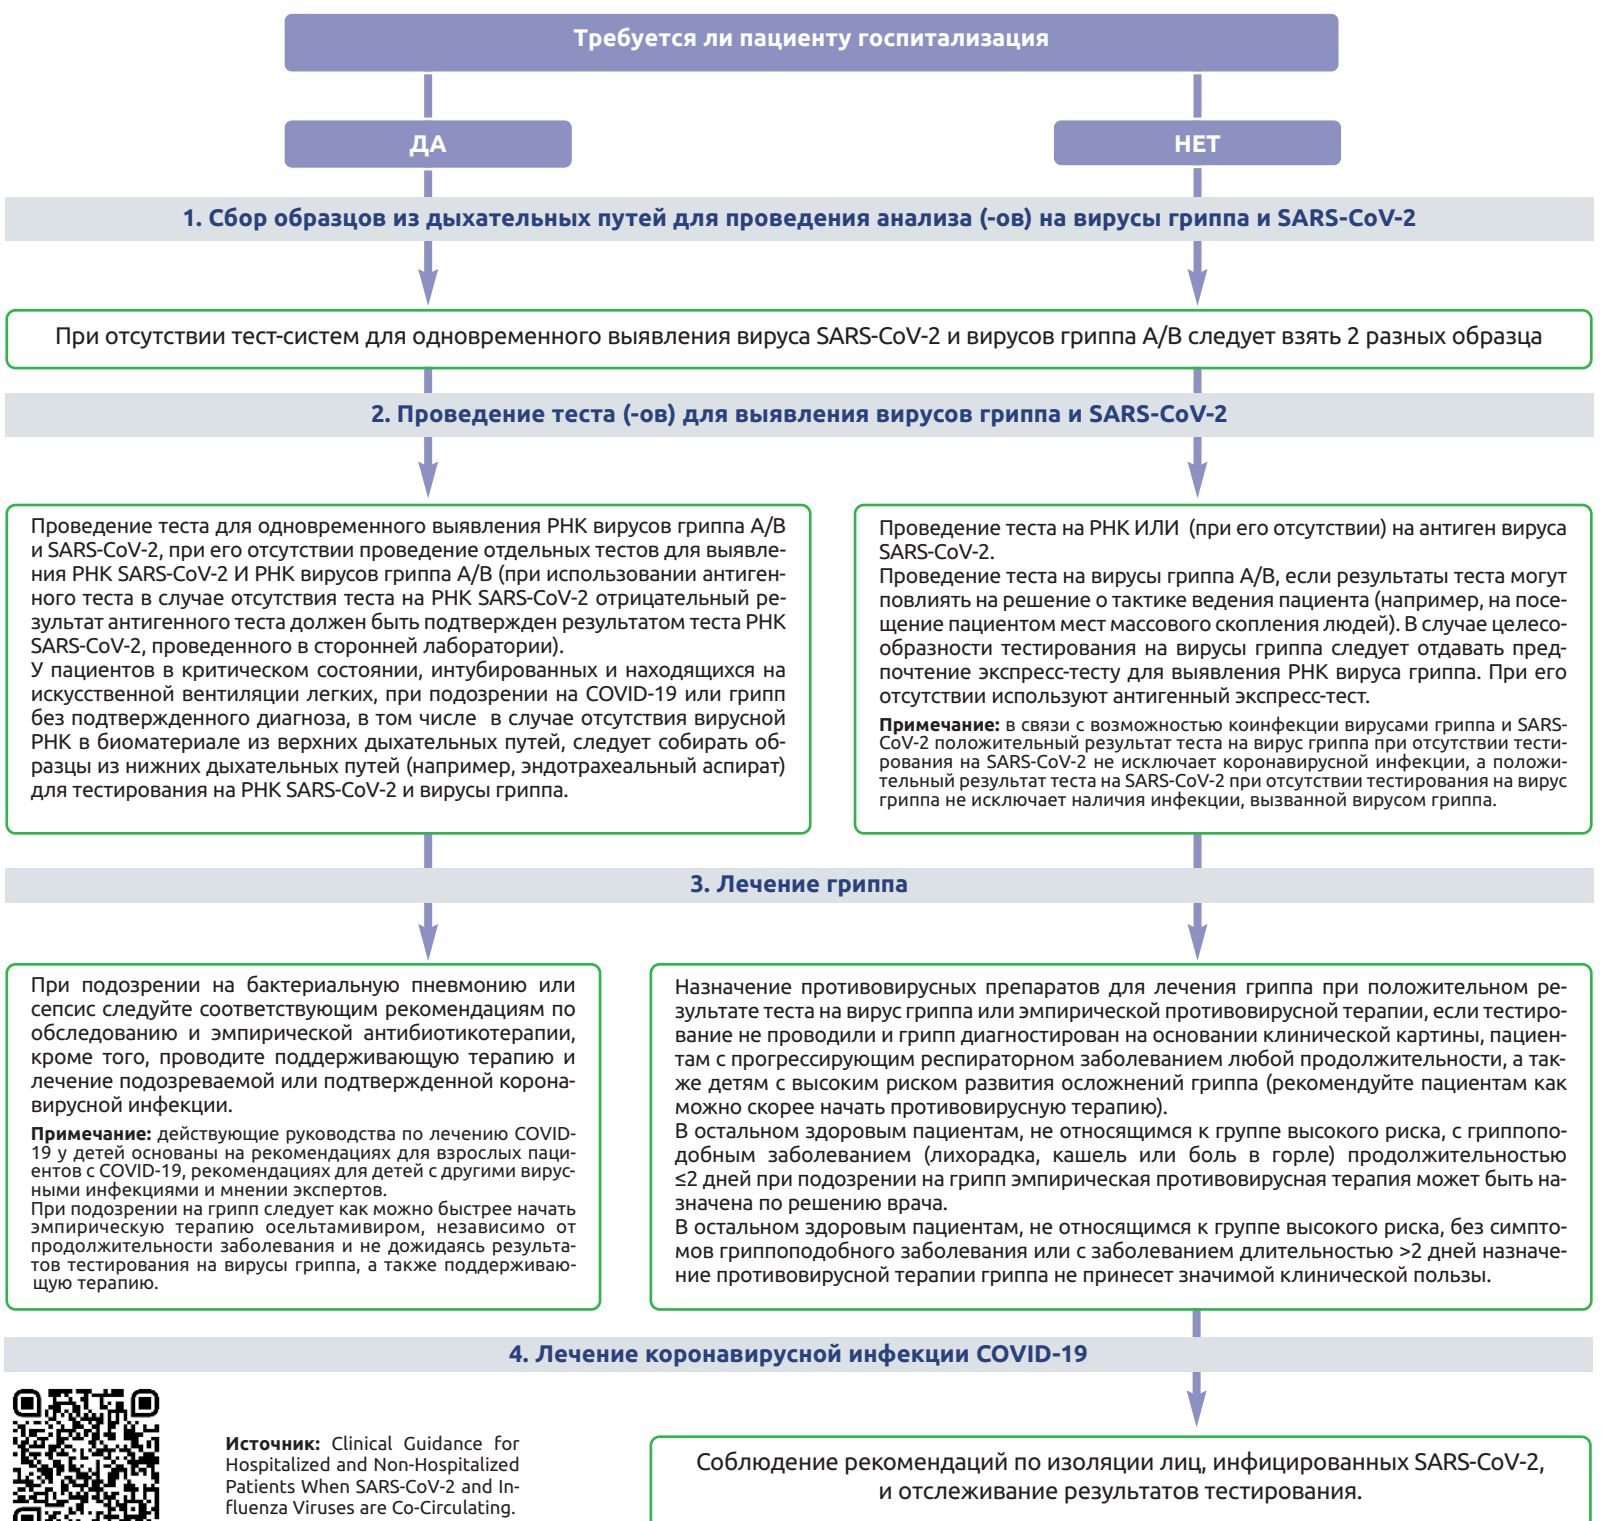 Требуется ли пациенту госпитализация
ДА
НЕТ
1. Сбор образцов из дыхательных путей для проведения анализа (-ов) на вирусы гриппа и SARS-CoV-2
При отсутствии тест-систем для одновременного выявления вируса SARS-CoV-2 и вирусов гриппа А/В следует взять 2 разных образца
2. Проведение теста (-ов) для выявления вирусов гриппа и SARS-CoV-2
Проведение теста для одновременного выявления РНК вирусов гриппа А/В
и SARS-CoV-2, при его отсутствии проведение отдельных тестов для выявле-
ния РНК SARS-CoV-2 И РНК вирусов гриппа А/В (при использовании антиген-
ного теста в случае отсутствия теста на РНК SARS-CoV-2 отрицательный ре-
зультат антигенного теста должен быть подтвержден результатом теста РНК
SARS-CoV-2, проведенного в сторонней лаборатории).
У пациентов в критическом состоянии, интубированных и находящихся на
искусственной вентиляции легких, при подозрении на COVID-19 или грипп
без подтвержденного диагноза, в том числе в случае отсутствия вирусной
РНК в биоматериале из верхних дыхательных путей, следует собирать об-
разцы из нижних дыхательных путей (например, эндотрахеальный аспират)
для тестирования на РНК SARS-CoV-2 и вирусы гриппа.
Проведение теста на РНК ИЛИ (при его отсутствии) на антиген вируса
SARS-CoV-2.
Проведение теста на вирусы гриппа А/В, если результаты теста могут
повлиять на решение о тактике ведения пациента (например, на посе-
щение пациентом мест массового скопления людей). В случае целесо-
образности тестирования на вирусы гриппа следует отдавать пред-
почтение экспресс-тесту для выявления РНК вируса гриппа. При его
отсутствии используют антигенный экспресс-тест.
Примечание: в связи с возможностью коинфекции вирусами гриппа и SARS-
CoV-2 положительный результат теста на вирус гриппа при отсутствии тести-
рования на SARS-CoV-2 не исключает коронавирусной инфекции, а положи-
тельный результат теста на SARS-CoV-2 при отсутствии тестирования на вирус
гриппа не исключает наличия инфекции, вызванной вирусом гриппа.
3. Лечение гриппа
При подозрении на бактериальную пневмонию или
сепсис следуйте соответствующим рекомендациям по
обследованию и эмпирической антибиотикотерапии,
кроме того, проводите поддерживающую терапию и
лечение подозреваемой или подтвержденной корона-
вирусной инфекции.
Примечание: действующие руководства по лечению COVID-
19 у детей основаны на рекомендациях для взрослых паци-
ентов с COVID-19, рекомендациях для детей с другими вирус-
ными инфекциями и мнении экспертов.
При подозрении на грипп следует как можно быстрее начать
эмпирическую терапию осельтамивиром, независимо от
продолжительности заболевания и не дожидаясь результа-
тов тестирования на вирусы гриппа, а также поддерживаю-
щую терапию.
Назначение противовирусных препаратов для лечения гриппа при положительном ре-
зультате теста на вирус гриппа или эмпирической противовирусной терапии, если тестиро-
вание не проводили и грипп диагностирован на основании клинической картины, пациен-
там с прогрессирующим респираторном заболеванием любой продолжительности, а так-
же детям с высоким риском развития осложнений гриппа (рекомендуйте пациентам как
можно скорее начать противовирусную терапию).
В остальном здоровым пациентам, не относящимся к группе высокого риска, с гриппопо-
добным заболеванием (лихорадка, кашель или боль в горле) продолжительностью
≤2 дней при подозрении на грипп эмпирическая противовирусная терапия может быть на-
значена по решению врача.
В остальном здоровым пациентам, не относящимся к группе высокого риска, без симпто-
мов гриппоподобного заболевания или с заболеванием длительностью >2 дней назначе-
ние противовирусной терапии гриппа не принесет значимой клинической пользы.
4. Лечение коронавирусной инфекции COVID-19
Источник: Clinical Guidance for
Hospitalized and Non-Hospitalized
Patients When SARS-CoV-2 and In-
fluenza Viruses are Co-Circulating.
Соблюдение рекомендаций по изоляции лиц, инфицированных SARS-CoV-2,
и отслеживание результатов тестирования.